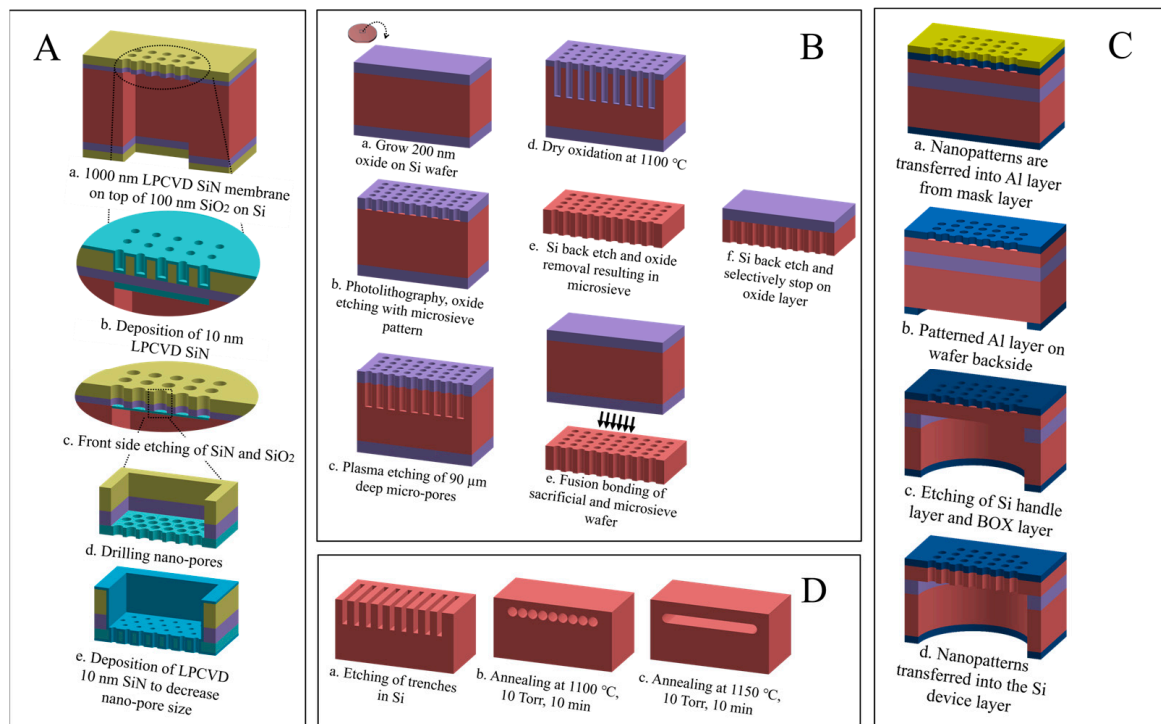 A
a. 1000 nm LPCVD SiN membrane
on top of 100 nm SiO2 on Si
b. Deposition of 10 nm
LPCVD SiN
c. Front side etching of SiN and SiO2
d. Drilling nano-pores
e. Deposition of LPCVD
10 nm SiN to decrease
nano-pore size
B
a. Grow 200 nm
oxide on Si wafer
b. Photolithography, oxide
etching with microsieve
pattern
c. Plasma etching of 90 µm
deep micro-pores
d. Dry oxidation at 1100 ℃
e. Si back etch and oxide
removal resulting in
microsieve
f. Si back etch and
selectively stop on
oxide layer
e. Fusion bonding of
sacrificial and microsieve
wafer
C
a. Nanopatterns are
transferred into Al layer
from mask layer
b. Patterned Al layer on
wafer backside
c. Etching of Si handle
layer and BOX layer
d. Nanopatterns
transferred into the Si
device layer
D
a. Etching of trenches
in Si
b. Annealing at 1100 ℃,
10 Torr, 10 min
c. Annealing at 1150 ℃,
10 Torr, 10 min